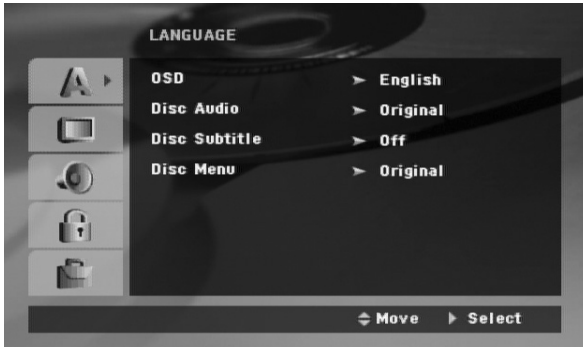 LANGUAGE
A
OSD English
Disc Audio Original
Disc Subtitle Off
Disc Menu Original
Move Select